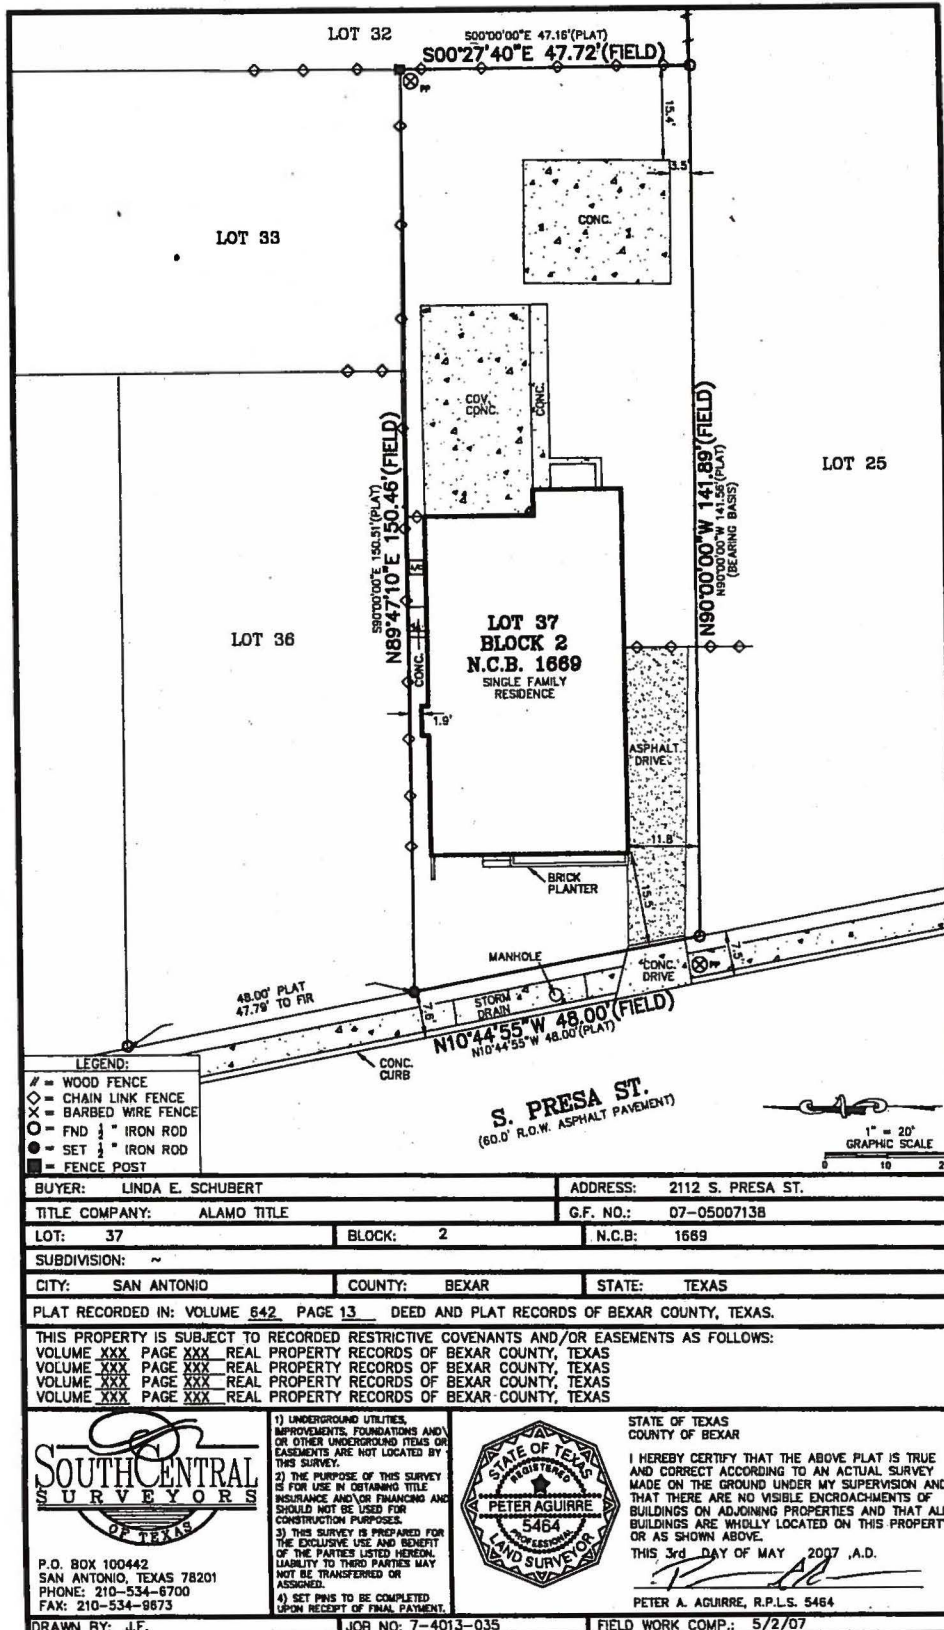 LOT 32
S00°00'00"E 47.16'(PLAT)
S00°27'40"E 47.72'(FIELD)
PP
15.4'
3.5'
CONC.
LOT 33
COV.
CONC.
CONC.
S90°00'00"E 150.51'(PLAT)
N89°47'10"E 150.46'(FIELD)
N90°00'00"W 141.89'(FIELD)
N90°00'00"W 141.56'(PLAT)
(BEARING BASIS)
LOT 25
LOT 36
LOT 37
BLOCK 2
N.C.B. 1669
SINGLE FAMILY
RESIDENCE
CONC.
1.9'
ASPHALT
DRIVE
11.8'
BRICK
PLANTER
15.5'
MANHOLE
CONC.
DRIVE
PP
7.5'
48.00' PLAT
47.79' TO FIR
STORM
DRAIN
7.6'
N10°44'55"W 48.00'(FIELD)
N10°44'55"W 48.00'(PLAT)
CONC.
CURB
S. PRESA ST.
(60.0' R.O.W. ASPHALT PAVEMENT)
LEGEND:
// = WOOD FENCE
◇ = CHAIN LINK FENCE
X = BARBED WIRE FENCE
○ = FND 1/2 " IRON ROD
● = SET 1/2 " IRON ROD
■ = FENCE POST
1" = 20'
GRAPHIC SCALE
0 10 2
BUYER: LINDA E. SCHUBERT ADDRESS: 2112 S. PRESA ST.
TITLE COMPANY: ALAMO TITLE G.F. NO.: 07-05007138
LOT: 37 BLOCK: 2 N.C.B: 1669
SUBDIVISION: ~
CITY: SAN ANTONIO COUNTY: BEXAR STATE: TEXAS
PLAT RECORDED IN: VOLUME 642 PAGE 13 DEED AND PLAT RECORDS OF BEXAR COUNTY, TEXAS.
THIS PROPERTY IS SUBJECT TO RECORDED RESTRICTIVE COVENANTS AND/OR EASEMENTS AS FOLLOWS:
VOLUME XXX PAGE XXX REAL PROPERTY RECORDS OF BEXAR COUNTY, TEXAS
VOLUME XXX PAGE XXX REAL PROPERTY RECORDS OF BEXAR COUNTY, TEXAS
VOLUME XXX PAGE XXX REAL PROPERTY RECORDS OF BEXAR COUNTY, TEXAS
VOLUME XXX PAGE XXX REAL PROPERTY RECORDS OF BEXAR COUNTY, TEXAS
SOUTHCENTRAL
SURVEYORS
OF TEXAS
P.O. BOX 100442
SAN ANTONIO, TEXAS 78201
PHONE: 210-534-6700
FAX: 210-534-9673
1) UNDERGROUND UTILITIES,
IMPROVEMENTS, FOUNDATIONS AND\
OR OTHER UNDERGROUND ITEMS OR
EASEMENTS ARE NOT LOCATED BY
THIS SURVEY.
2) THE PURPOSE OF THIS SURVEY
IS FOR USE IN OBTAINING TITLE
INSURANCE AND\OR FINANCING AND
SHOULD NOT BE USED FOR
CONSTRUCTION PURPOSES.
3) THIS SURVEY IS PREPARED FOR
THE EXCLUSIVE USE AND BENEFIT
OF THE PARTIES LISTED HEREON.
LIABILITY TO THIRD PARTIES MAY
NOT BE TRANSFERRED OR
ASSIGNED.
4) SET PINS TO BE COMPLETED
UPON RECEIPT OF FINAL PAYMENT.
STATE OF TEXAS
REGISTERED
PETER AGUIRRE
5464
PROFESSIONAL
LAND SURVEYOR
STATE OF TEXAS
COUNTY OF BEXAR
I HEREBY CERTIFY THAT THE ABOVE PLAT IS TRUE
AND CORRECT ACCORDING TO AN ACTUAL SURVEY
MADE ON THE GROUND UNDER MY SUPERVISION AND
THAT THERE ARE NO VISIBLE ENCROACHMENTS OF
BUILDINGS ON ADJOINING PROPERTIES AND THAT ALL
BUILDINGS ARE WHOLLY LOCATED ON THIS PROPERTY
OR AS SHOWN ABOVE.
THIS 3rd DAY OF MAY 2007 ,A.D.
PETER A. AGUIRRE, R.P.L.S. 5464
DRAWN BY: J.F. JOB NO: 7-4013-035 FIELD WORK COMP.: 5/2/07